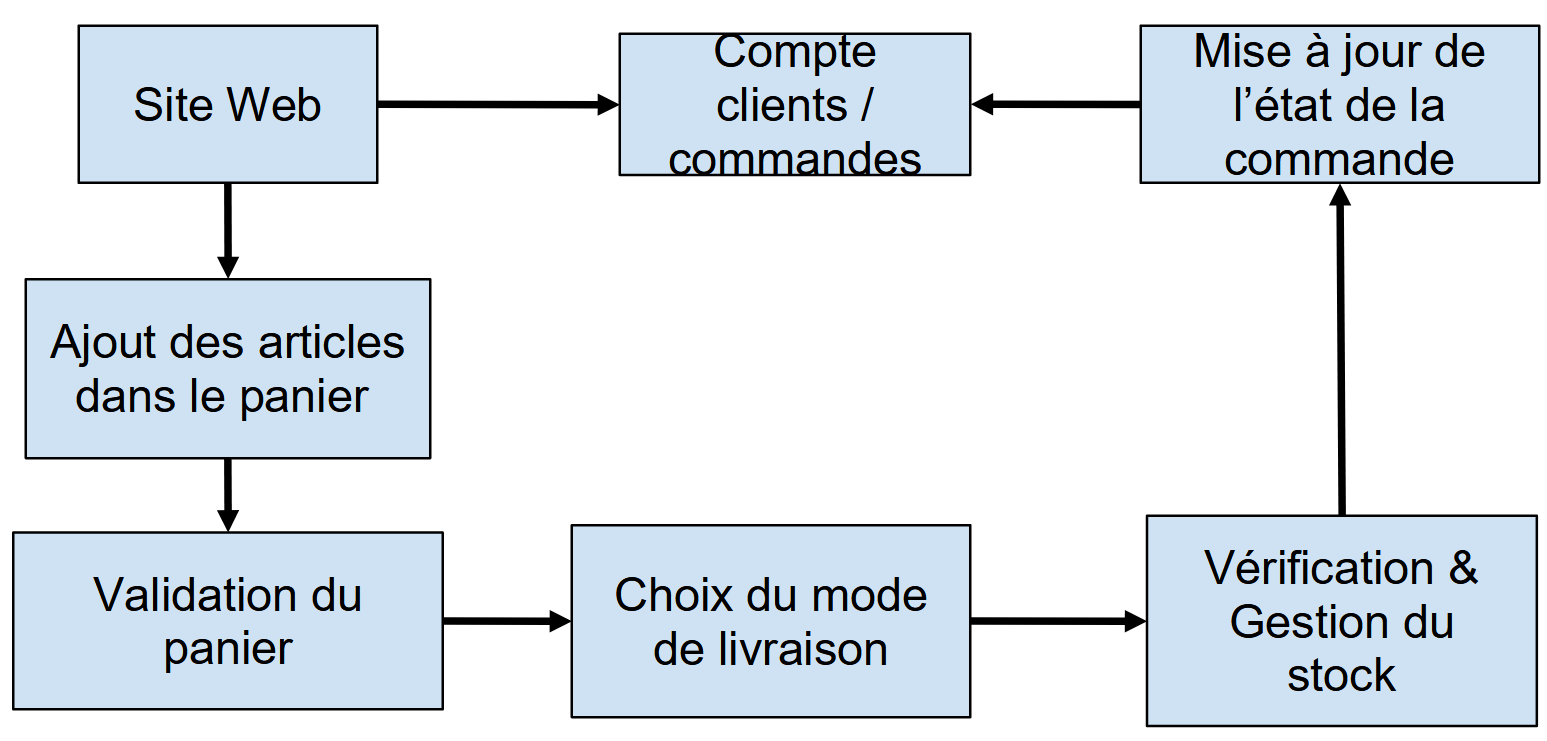 Site Web
Compte
clients /
commandes
Mise à jour de
l’état de la
commande
Ajout des articles
dans le panier
Validation du
panier
Choix du mode
de livraison
Vérification &
Gestion du
stock